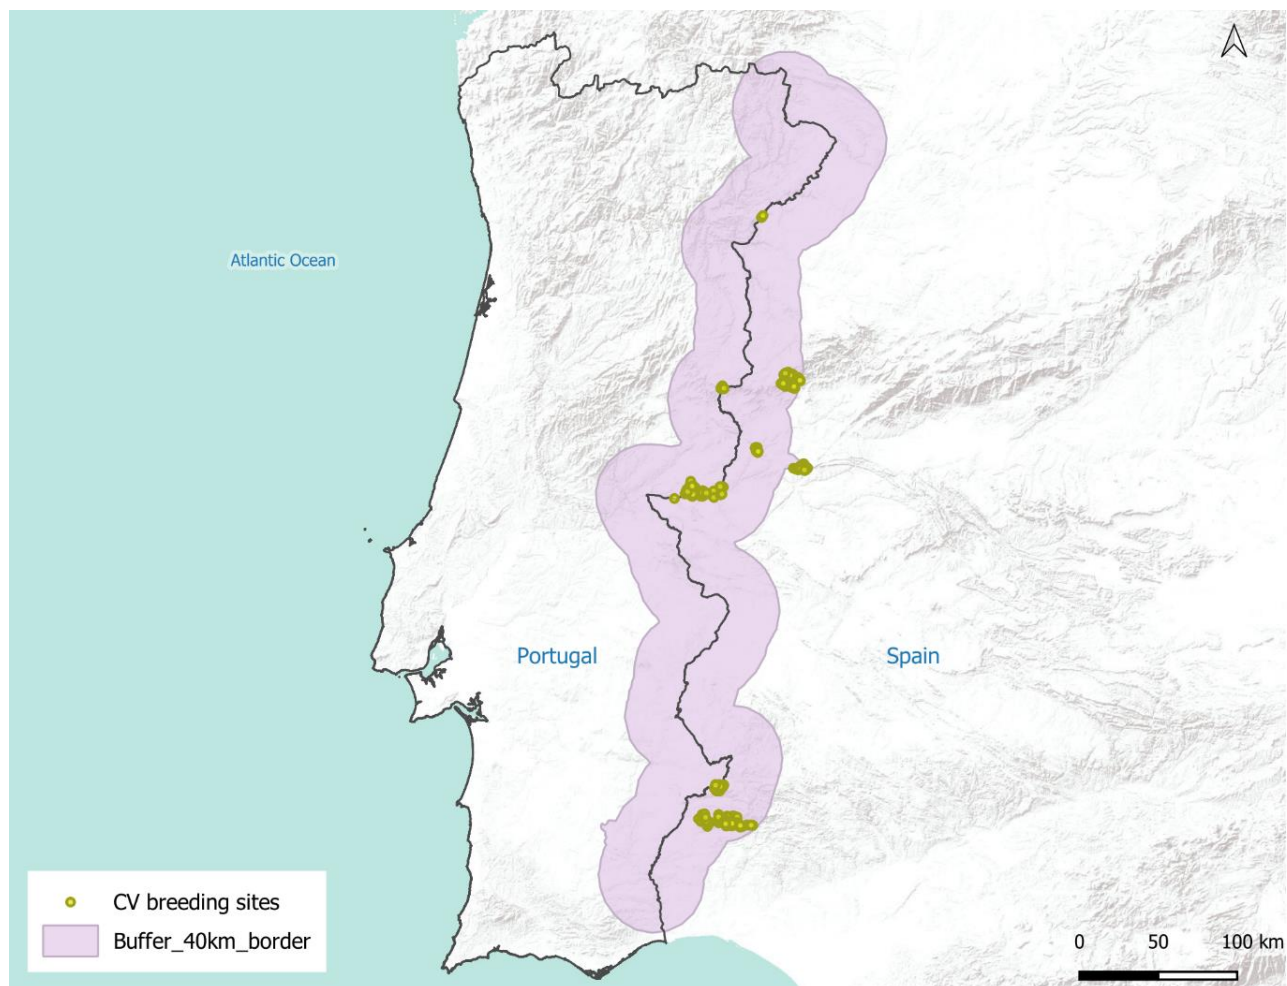 Atlantic Ocean
Portugal
Spain
CV breeding sites
Buffer_40km_border
0 50 100 km